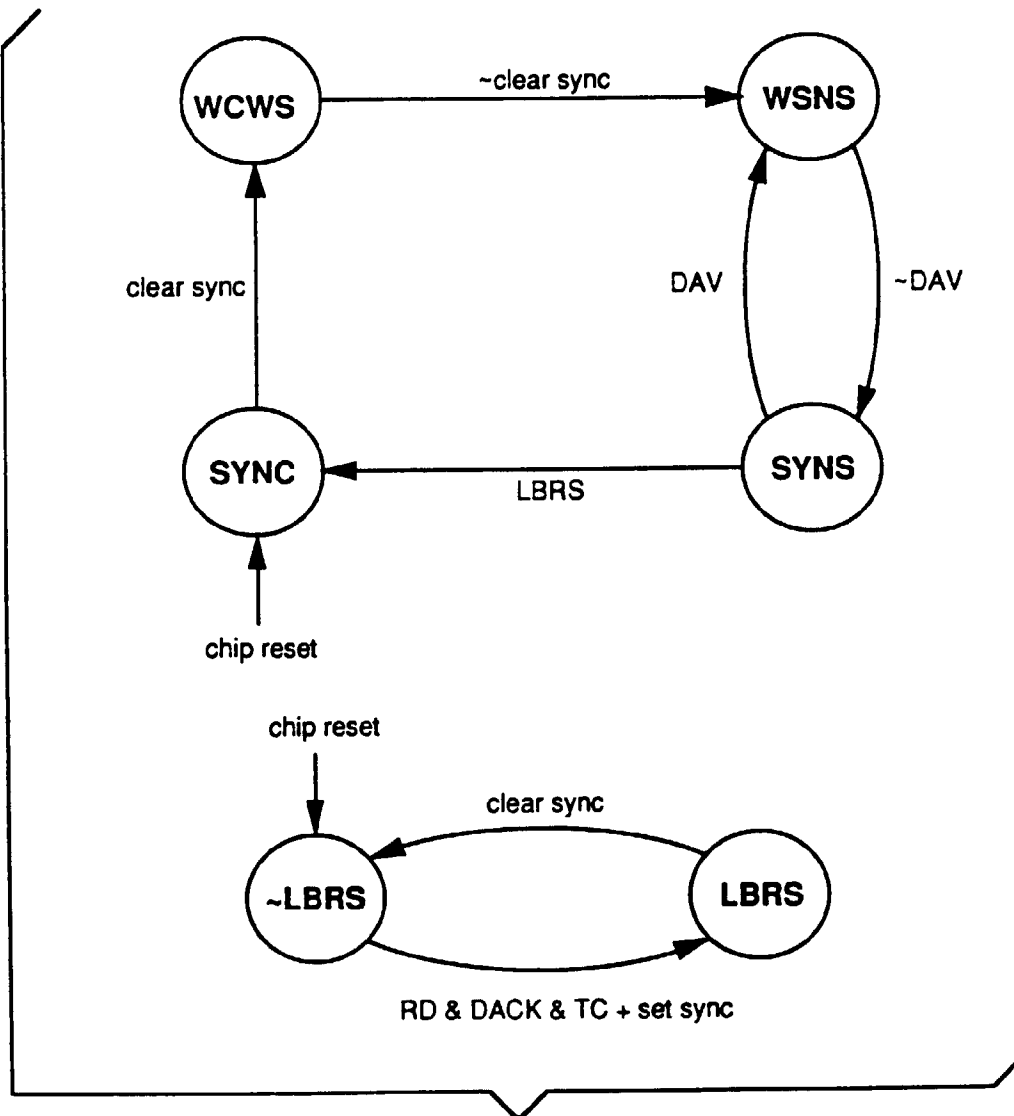 WCWS
~clear sync
WSNS
clear sync
DAV
~DAV
SYNC
LBRS
SYNS
chip reset
chip reset
clear sync
~LBRS
LBRS
RD & DACK & TC + set sync